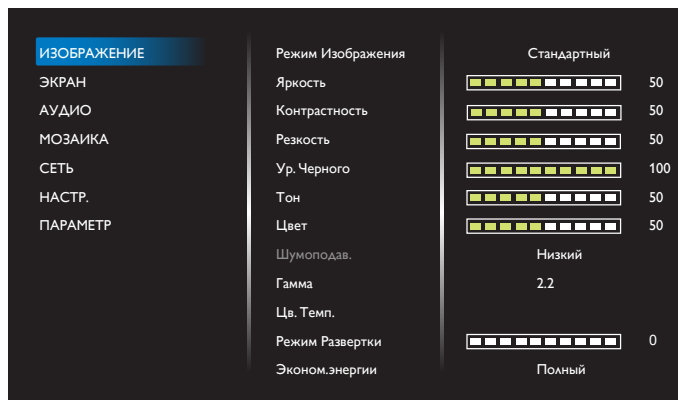 ИЗОБРАЖЕНИЕ Режим Изображения Стандартный
ЭКРАН Яркость 50
АУДИО Контрастность 50
МОЗАИКА Резкость 50
СЕТЬ Ур. Черного 100
НАСТР. Тон 50
ПАРАМЕТР Цвет 50
Шумоподав. Низкий
Гамма 2.2
Цв. Темп.
Режим Развертки 0
Эконом.энергии Полный